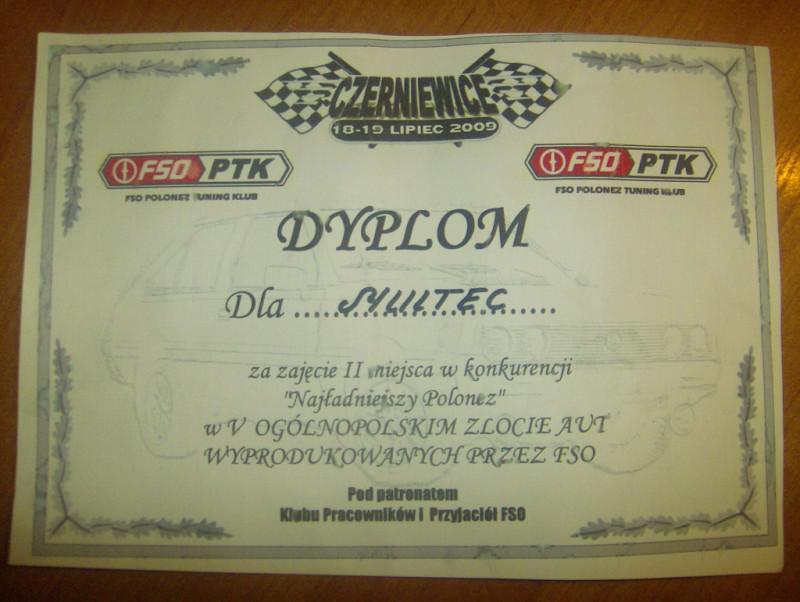 CZERNIEWICE
18-19 LIPIEC 2009
FSO PTK
FSO POLONEZ TUNING KLUB
FSO PTK
FSO POLONEZ TUNING KLUB
DYPLOM
Dla ..........................
za zajęcie II miejsca w konkurencji
"Najładniejszy Polonez"
w V OGÓLNOPOLSKIM ZLOCIE AUT
WYPRODUKOWANYCH PRZEZ FSO
Pod patronatem
Klubu Pracowników i Przyjaciół FSO